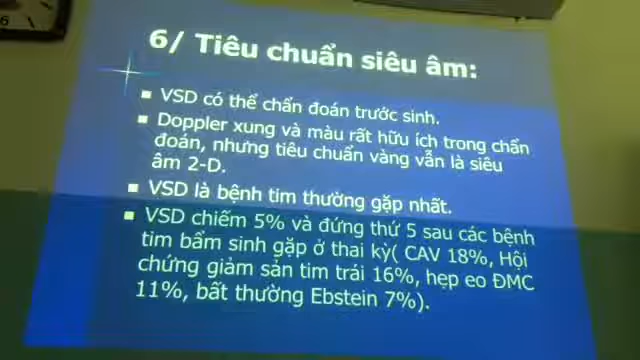 6/ Tiêu chuẩn siêu âm:
▪ VSD có thể chẩn đoán trước sinh.
▪ Doppler xung và màu rất hữu ích trong chẩn
đoán, nhưng tiêu chuẩn vàng vẫn là siêu
âm 2-D.
▪ VSD là bệnh tim thường gặp nhất.
▪ VSD chiếm 5% và đứng thứ 5 sau các bệnh
tim bẩm sinh gặp ở thai kỳ( CAV 18%, Hội
chứng giảm sản tim trái 16%, hẹp eo ĐMC
11%, bất thường Ebstein 7%).